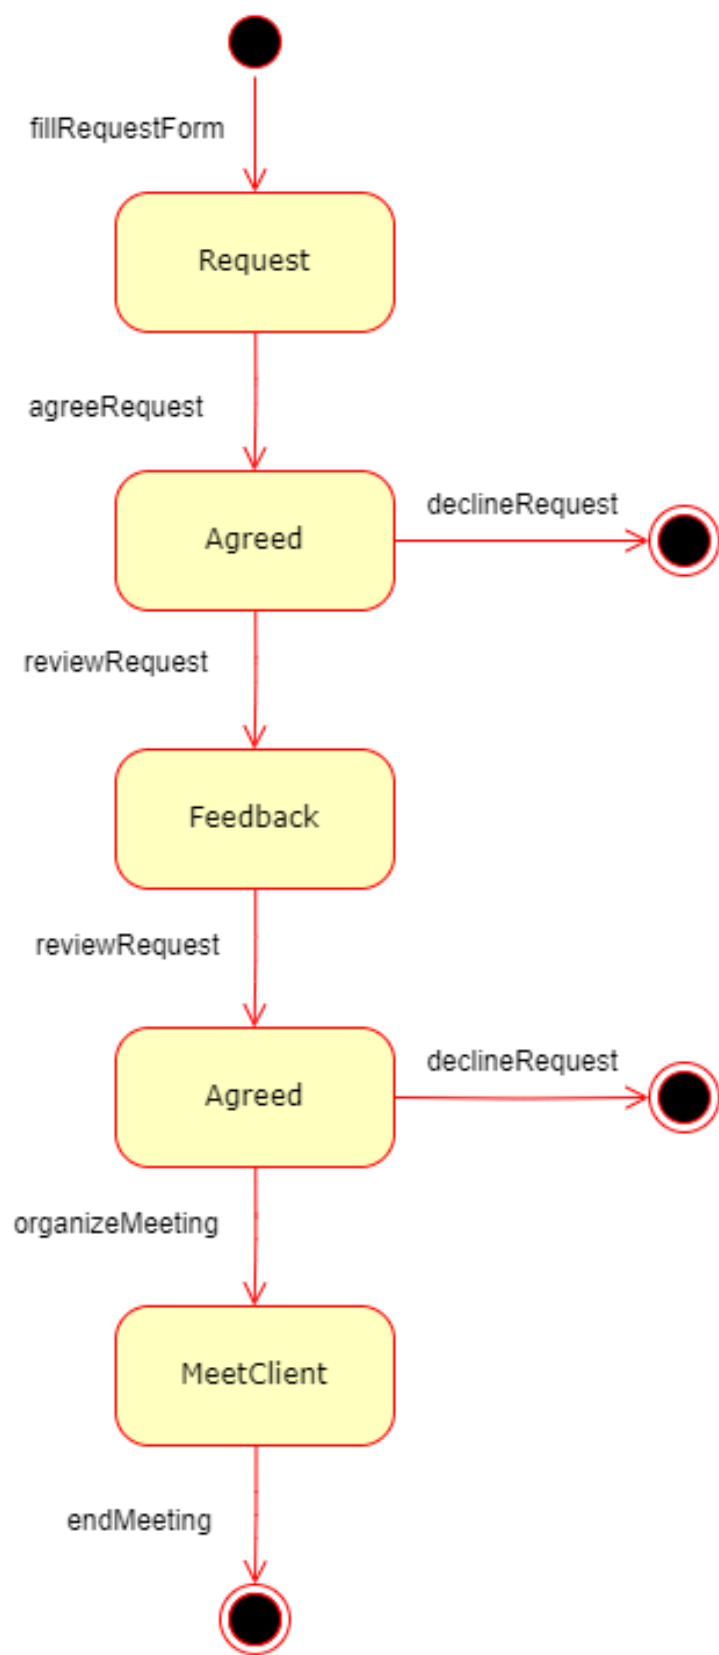 fillRequestForm
Request
agreeRequest
Agreed
declineRequest
reviewRequest
Feedback
reviewRequest
Agreed
declineRequest
organizeMeeting
MeetClient
endMeeting